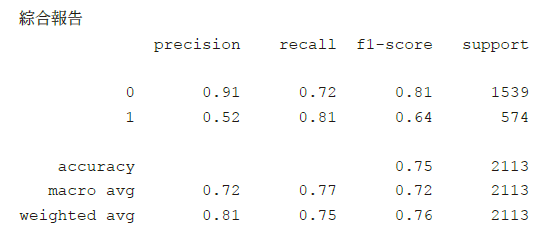 綜合報告
precision recall f1-score support
0 0.91 0.72 0.81 1539
1 0.52 0.81 0.64 574
accuracy 0.75 2113
macro avg 0.72 0.77 0.72 2113
weighted avg 0.81 0.75 0.76 2113